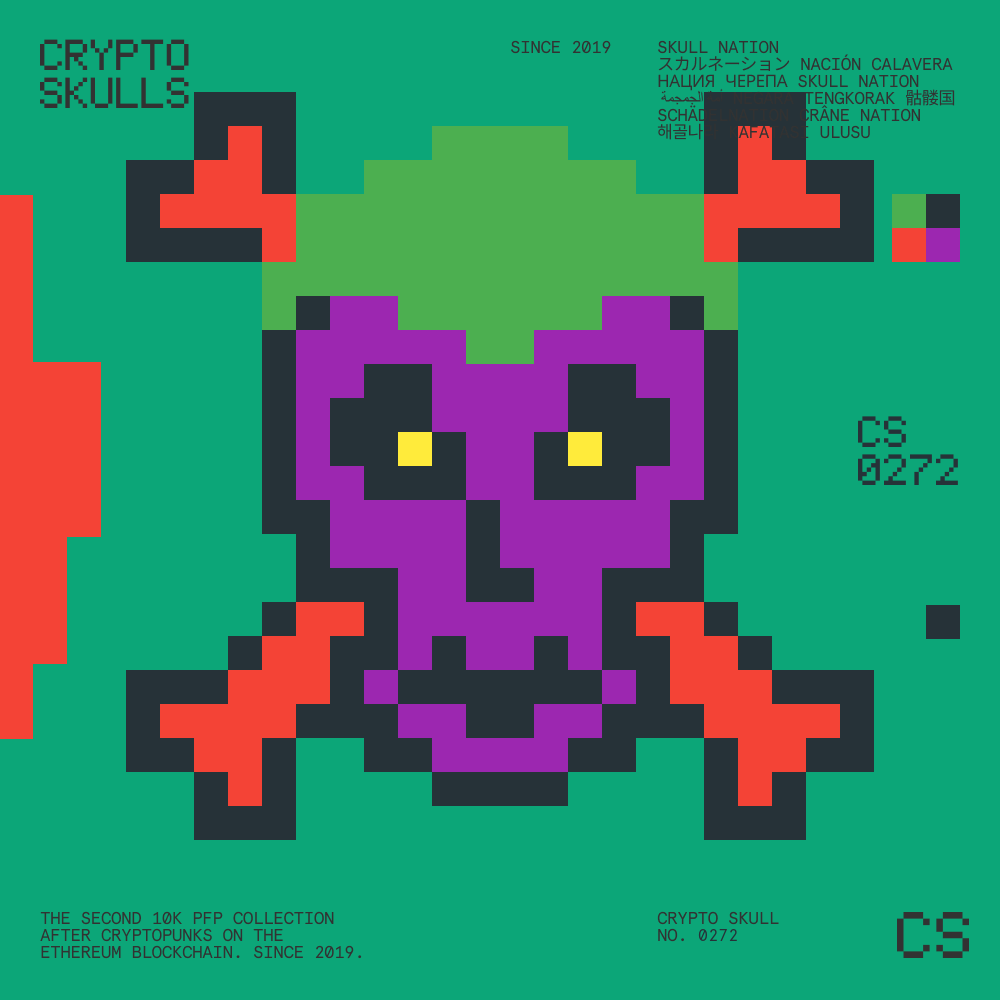 CRYPTO
SKULLS
SINCE 2019
SKULL NATION
スカルネーション NACIÓN CALAVERA
НАЦИЯ ЧЕРЕПА SKULL NATION
TENGKORAK 骷髅国
CRÂNE NATION
해골 ULUSU
CS
0272
THE SECOND 10K PFP COLLECTION
AFTER CRYPTOPUNKS ON THE
ETHEREUM BLOCKCHAIN. SINCE 2019.
CRYPTO SKULL
NO. 0272
CS